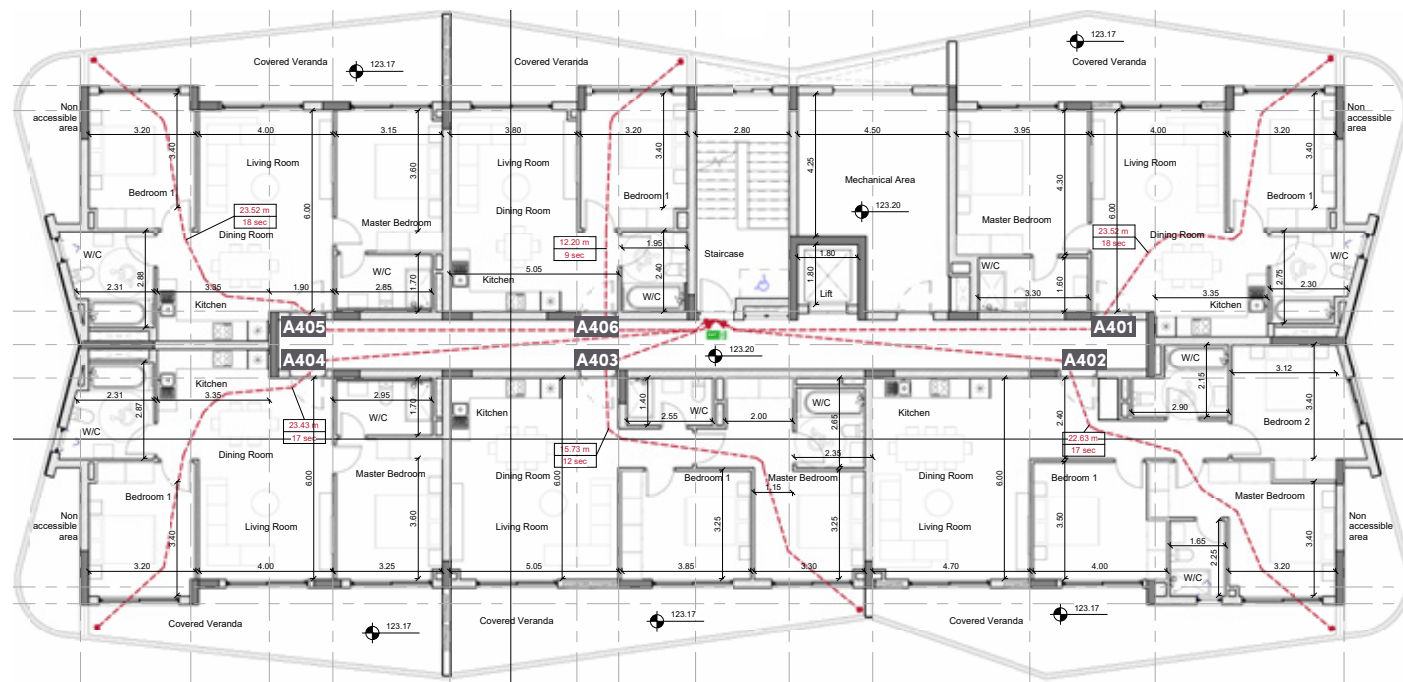 Covered Veranda
123.17
Covered Veranda
123.17
Covered Veranda
Non
accessible
area
3.20
4.00
3.15
3.80
3.20
2.80
4.50
3.95
4.00
3.20
Non
accessible
area
3.40
Living Room
3.60
Living Room
3.40
4.25
4.30
Living Room
3.40
Bedroom 1
6.00
Bedroom 1
Mechanical Area
6.00
Bedroom 1
23.52 m
18 sec
Dining Room
Master Bedroom
Dining Room
123.20
Master Bedroom
23.52 m
18 sec
Dining Room
12.20 m
9 sec
1.95
Staircase
1.80
W/C
2.88
W/C
5.05
2.40
1.80
W/C
2.75
W/C
2.31
3.35
1.90
2.85
1.70
Kitchen
W/C
Lift
3.30
1.60
3.35
2.30
Kitchen
Kitchen
A405
A406
A401
A404
A403
123.20
A402
Kitchen
W/C
3.12
2.31
3.35
2.95
1.70
1.40
2.15
2.87
W/C
Kitchen
W/C
2.55
2.00
W/C
2.65
Kitchen
2.40
2.90
3.40
W/C
23.43 m
17 sec
15.73 m
12 sec
2.35
22.63 m
17 sec
Bedroom 2
Dining Room
6.00
Master Bedroom
Dining Room
6.00
Bedroom 1
1.15
Master Bedroom
Dining Room
6.00
Bedroom 1
Master Bedroom
Bedroom 1
3.40
Living Room
3.60
Living Room
3.25
3.25
Living Room
3.50
1.65
2.25
3.40
Non
accessible
area
Non
accessible
area
3.20
4.00
3.25
5.05
3.85
3.30
4.70
4.00
W/C
3.20
Covered Veranda
123.17
Covered Veranda
123.17
Covered Veranda
123.17